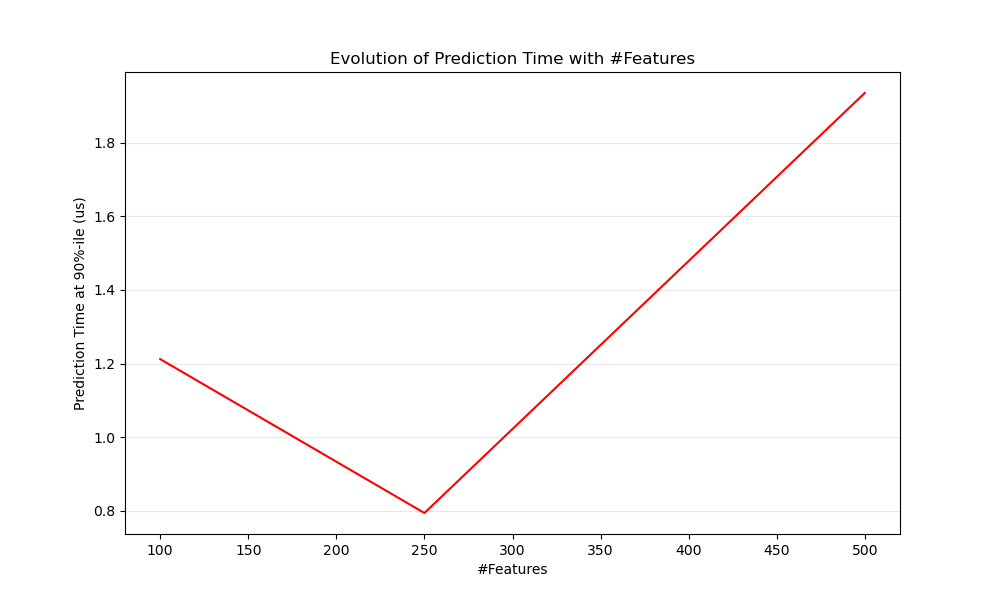 Evolution of Prediction Time with #Features
Prediction Time at 90%-ile (us)
1.8
1.6
1.4
1.2
1.0
0.8
100 150 200 250 300 350 400 450 500
#Features